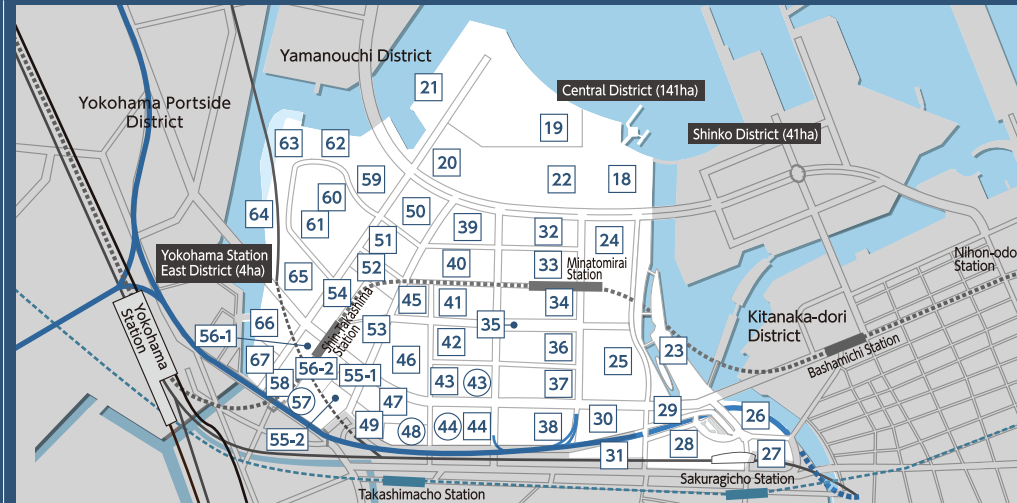 Yamanouchi District
21
Yokohama Portside
District
Central District (141ha)
19
Shinko District (41ha)
63
62
20
59
22
18
60
50
64
61
39
32
24
51
Yokohama Station
East District (4ha)
52
40
33
Minatomirai
Station
Nihon-odo
Station
65
54
45
41
34
Shin-Takashima
Station
Yokohama
Station
66
53
35
Kitanaka-dori
District
56-1
42
36
23
67
46
25
Bashamichi Station
56-2
55-1
58
43
43
37
57
47
29
26
49
48
44
44
38
30
55-2
31
28
27
Sakuragicho Station
Takashimacho Station